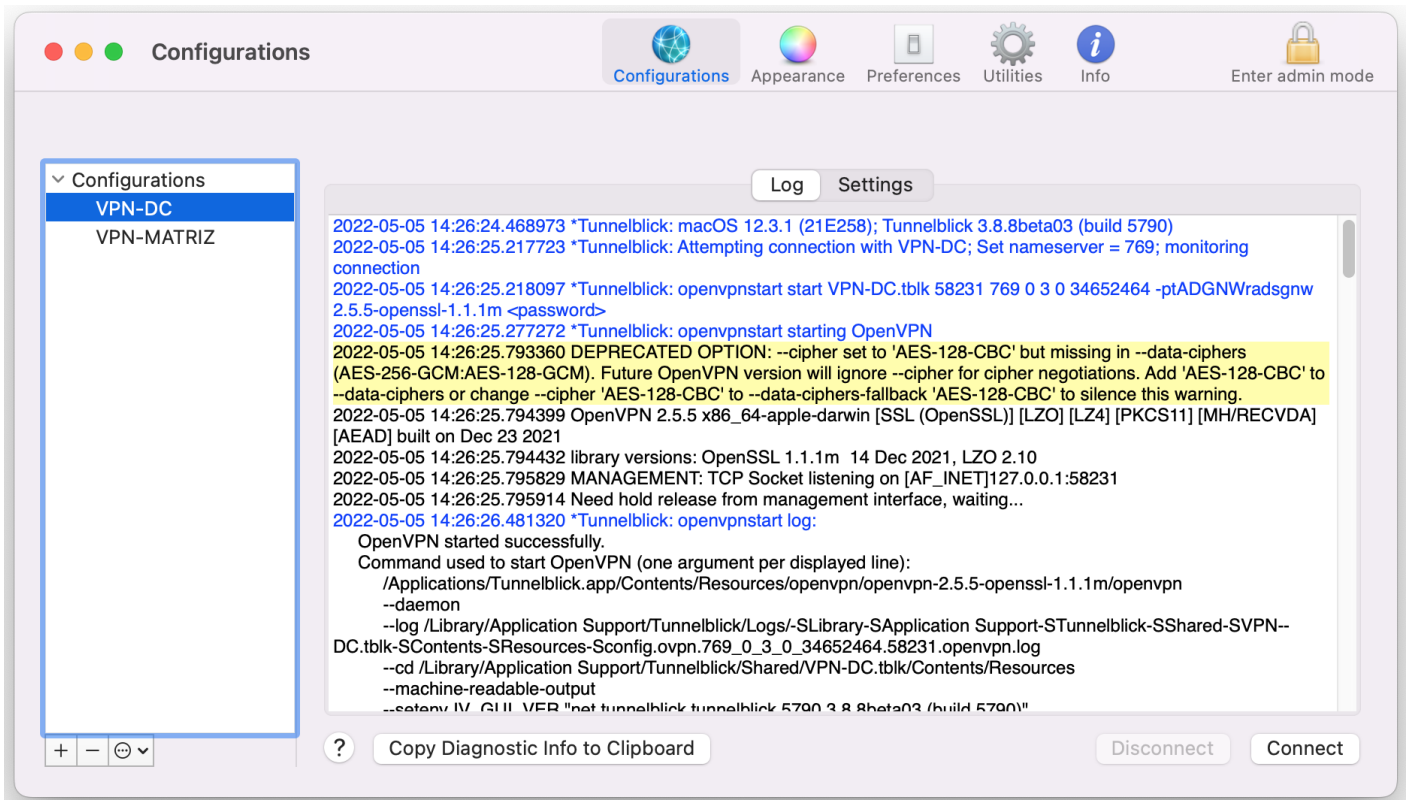 Configurations
Configurations
Appearance
Preferences
Utilities
Info
Enter admin mode
Configurations
VPN-DC
VPN-MATRIZ
Log
Settings
2022-05-05 14:26:24.468973 *Tunnelblick: macOS 12.3.1 (21E258); Tunnelblick 3.8.8beta03 (build 5790)
2022-05-05 14:26:25.217723 *Tunnelblick: Attempting connection with VPN-DC; Set nameserver = 769; monitoring
connection
2022-05-05 14:26:25.218097 *Tunnelblick: openvpnstart start VPN-DC.tblk 58231 769 0 3 0 34652464 -ptADGNWradsgnw
2.5.5-openssl-1.1.1m <password>
2022-05-05 14:26:25.277272 *Tunnelblick: openvpnstart starting OpenVPN
2022-05-05 14:26:25.793360 DEPRECATED OPTION: --cipher set to 'AES-128-CBC' but missing in --data-ciphers
(AES-256-GCM:AES-128-GCM). Future OpenVPN version will ignore --cipher for cipher negotiations. Add 'AES-128-CBC' to
--data-ciphers or change --cipher 'AES-128-CBC' to --data-ciphers-fallback 'AES-128-CBC' to silence this warning.
2022-05-05 14:26:25.794399 OpenVPN 2.5.5 x86_64-apple-darwin [SSL (OpenSSL)] [LZO] [LZ4] [PKCS11] [MH/RECVDA]
[AEAD] built on Dec 23 2021
2022-05-05 14:26:25.794432 library versions: OpenSSL 1.1.1m  14 Dec 2021, LZO 2.10
2022-05-05 14:26:25.795829 MANAGEMENT: TCP Socket listening on [AF_INET]127.0.0.1:58231
2022-05-05 14:26:25.795914 Need hold release from management interface, waiting...
2022-05-05 14:26:26.481320 *Tunnelblick: openvpnstart log:
OpenVPN started successfully.
Command used to start OpenVPN (one argument per displayed line):
/Applications/Tunnelblick.app/Contents/Resources/openvpn/openvpn-2.5.5-openssl-1.1.1m/openvpn
--daemon
--log /Library/Application Support/Tunnelblick/Logs/-SLibrary-SApplication Support-STunnelblick-SShared-SVPN--
DC.tblk-SContents-SResources-Sconfig.ovpn.769_0_3_0_34652464.58231.openvpn.log
--cd /Library/Application Support/Tunnelblick/Shared/VPN-DC.tblk/Contents/Resources
--machine-readable-output
--setenv IV_GUI_VER "net.tunnelblick.tunnelblick 5790 3.8.8beta03 (build 5790)"
?
Copy Diagnostic Info to Clipboard
Disconnect
Connect